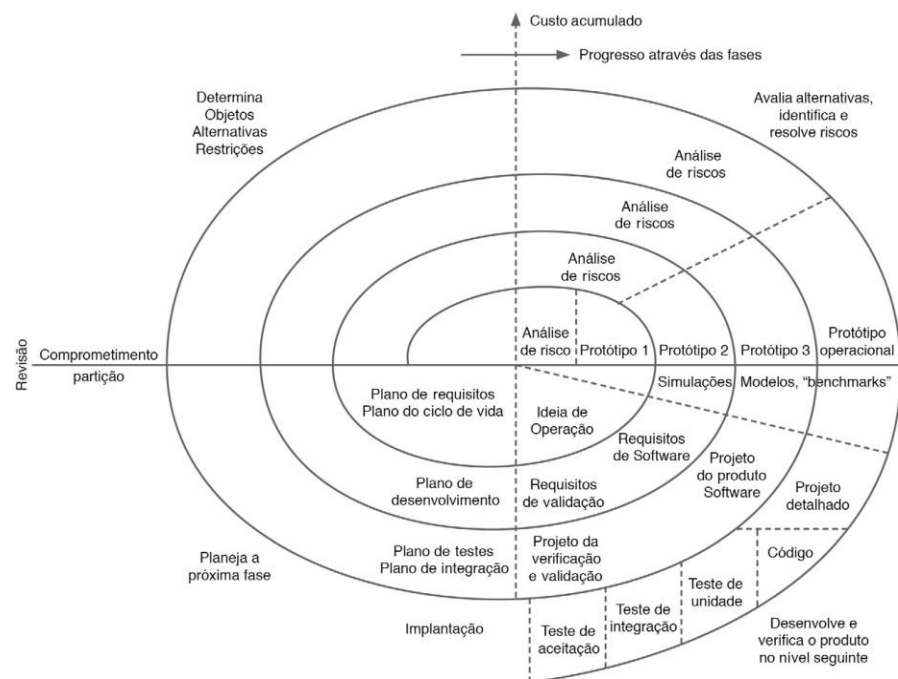 Custo acumulado
Progresso através das fases
Determina
Objetos
Alternativas
Restrições
Avalia alternativas,
identifica e
resolve riscos
Análise
de riscos
Análise
de riscos
Análise
de riscos
Análise
de risco
Protótipo 1
Protótipo 2
Protótipo 3
Protótipo
operacional
Revisão
Comprometimento
partição
Simulações
Modelos, “benchmarks”
Plano de requisitos
Plano do ciclo de vida
Ideia de
Operação
Requisitos
de Software
Projeto
do produto
Software
Projeto
detalhado
Plano de
desenvolvimento
Requisitos
de validação
Código
Planeja a
próxima fase
Plano de testes
Plano de integração
Projeto da
verificação
e validação
Teste de
unidade
Teste de
integração
Teste de
aceitação
Implantação
Desenvolve e
verifica o produto
no nível seguinte